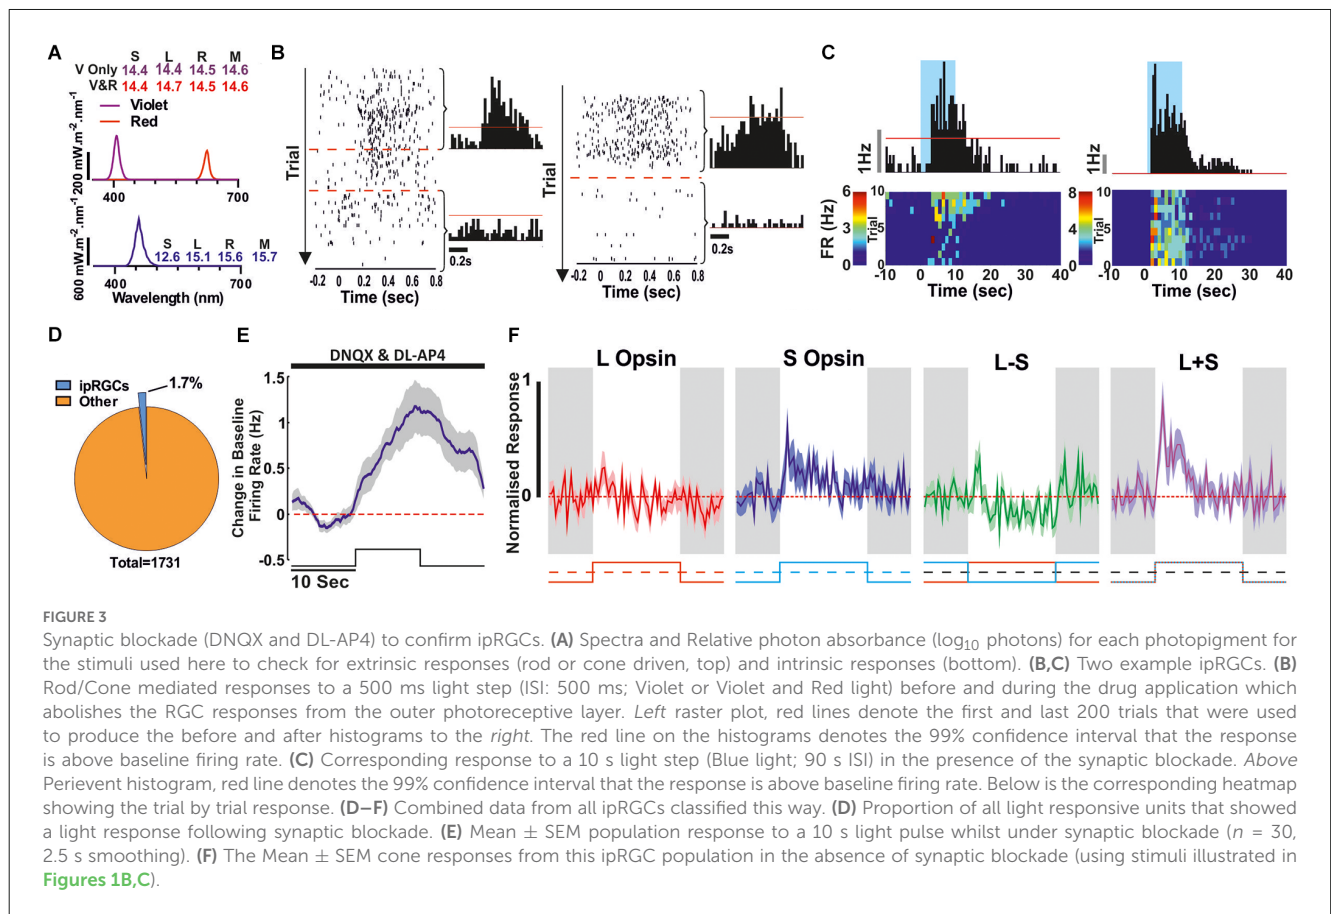 A
S L R M
V Only 14.4 14.4 14.5 14.6
V&R 14.4 14.7 14.5 14.6
Violet
Red
200 mW.m⁻².nm⁻¹
400 700
600 mW.m⁻².nm⁻¹
S L R M
12.6 15.1 15.6 15.7
400 700
Wavelength (nm)
B
Trial
-0.2 0 0.2 0.4 0.6 0.8
Time (sec)
0.2s
Trial
-0.2 0 0.2 0.4 0.6 0.8
Time (sec)
0.2s
C
1Hz
FR (Hz)
6
3
0
Trial
10
5
0
-10 0 10 20 30 40
Time (sec)
1Hz
8
4
0
Trial
10
5
0
-10 0 10 20 30 40
Time (sec)
D
ipRGCs
Other
1.7%
Total=1731
E
DNQX & DL-AP4
Change in Baseline
Firing Rate (Hz)
1.5
1
0.5
0
-0.5
10 Sec
F
L Opsin S Opsin L-S L+S
Normalised Response
1
0
FIGURE 3
Synaptic blockade (DNQX and DL-AP4) to confirm ipRGCs. (A) Spectra and Relative photon absorbance (log₁₀ photons) for each photopigment for
the stimuli used here to check for extrinsic responses (rod or cone driven, top) and intrinsic responses (bottom). (B,C) Two example ipRGCs. (B)
Rod/Cone mediated responses to a 500 ms light step (ISI: 500 ms; Violet or Violet and Red light) before and during the drug application which
abolishes the RGC responses from the outer photoreceptive layer. Left raster plot, red lines denote the first and last 200 trials that were used
to produce the before and after histograms to the right. The red line on the histograms denotes the 99% confidence interval that the response
is above baseline firing rate. (C) Corresponding response to a 10 s light step (Blue light; 90 s ISI) in the presence of the synaptic blockade. Above
Perievent histogram, red line denotes the 99% confidence interval that the response is above baseline firing rate. Below is the corresponding heatmap
showing the trial by trial response. (D–F) Combined data from all ipRGCs classified this way. (D) Proportion of all light responsive units that showed
a light response following synaptic blockade. (E) Mean ± SEM population response to a 10 s light pulse whilst under synaptic blockade (n = 30,
2.5 s smoothing). (F) The Mean ± SEM cone responses from this ipRGC population in the absence of synaptic blockade (using stimuli illustrated in
Figures 1B,C).